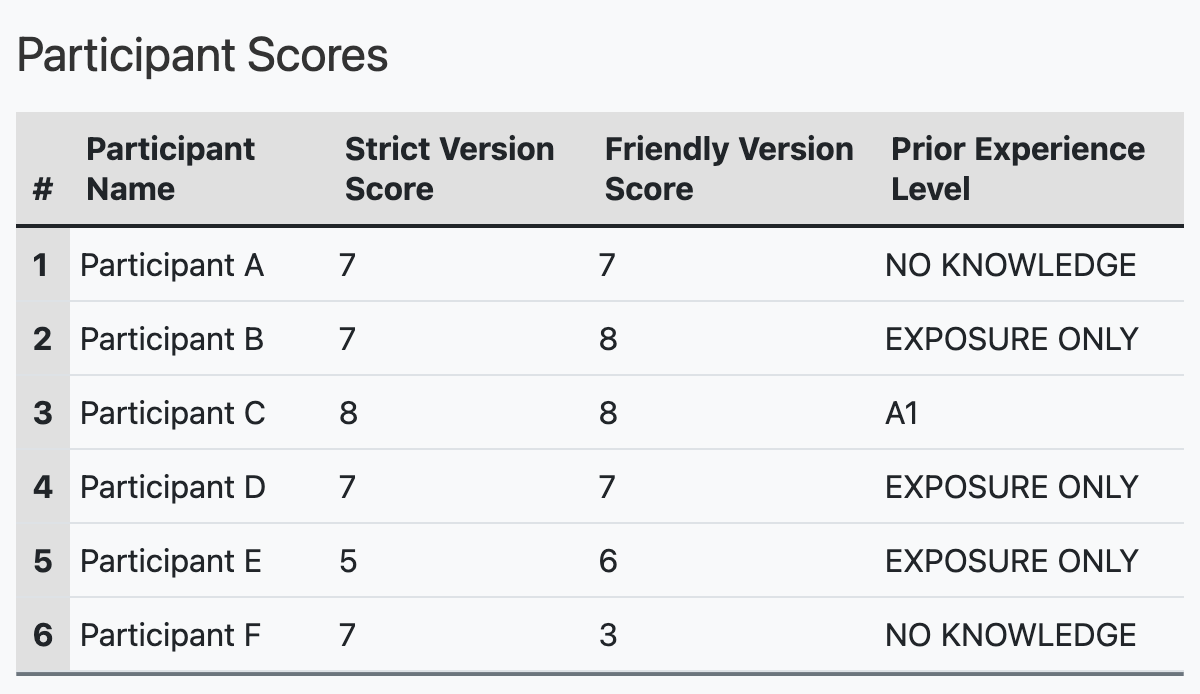 Participant Scores
# Participant Name Strict Version Score Friendly Version Score Prior Experience Level
1 Participant A 7 7 NO KNOWLEDGE
2 Participant B 7 8 EXPOSURE ONLY
3 Participant C 8 8 A1
4 Participant D 7 7 EXPOSURE ONLY
5 Participant E 5 6 EXPOSURE ONLY
6 Participant F 7 3 NO KNOWLEDGE